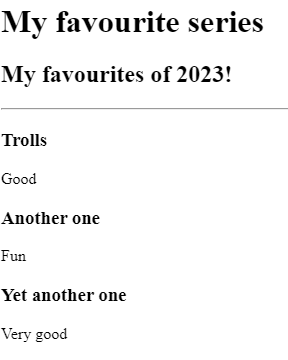 My favourite series
My favourites of 2023!
Trolls
Good
Another one
Fun
Yet another one
Very good